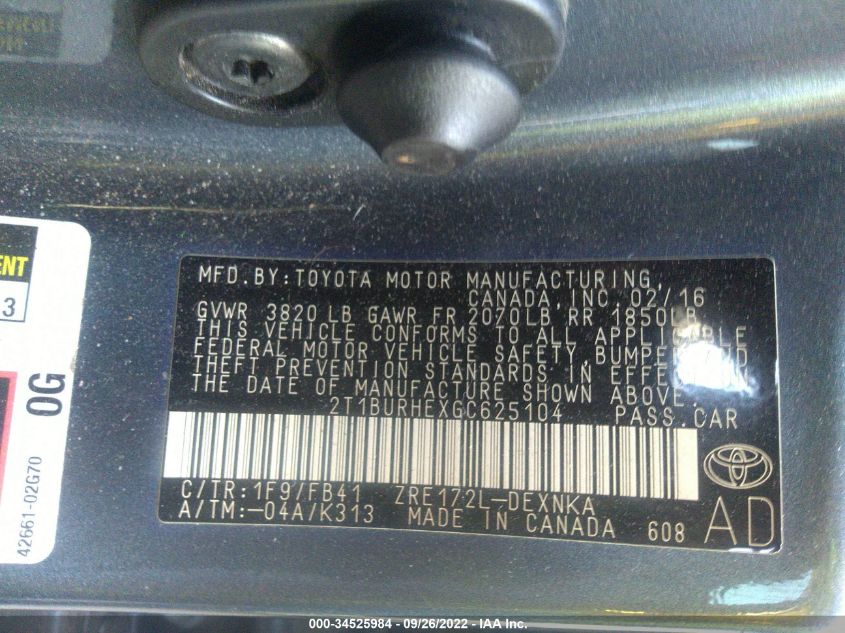 MFD.BY:TOYOTA MOTOR MANUFACTURING,
CANADA,INC. 02/16
GVWR 3820 LB GAWR FR 2070LB RR 1850LB
THIS VEHICLE CONFORMS TO ALL APPLICABLE
FEDERAL MOTOR VEHICLE SAFETY, BUMPER AND
THEFT PREVENTION STANDARDS IN EFFECT
THE DATE OF MANUFACTURE SHOWN ABOVE.
2T1BURHEXGC625104 PASS.CAR
C/TR:1F9/FB41 ZRE172L-DEXNKA
A/TM:-04A/K313 MADE IN CANADA 608
AD
ENT
3
OG
42661-02G70
000-34525984 - 09/26/2022 - IAA Inc.